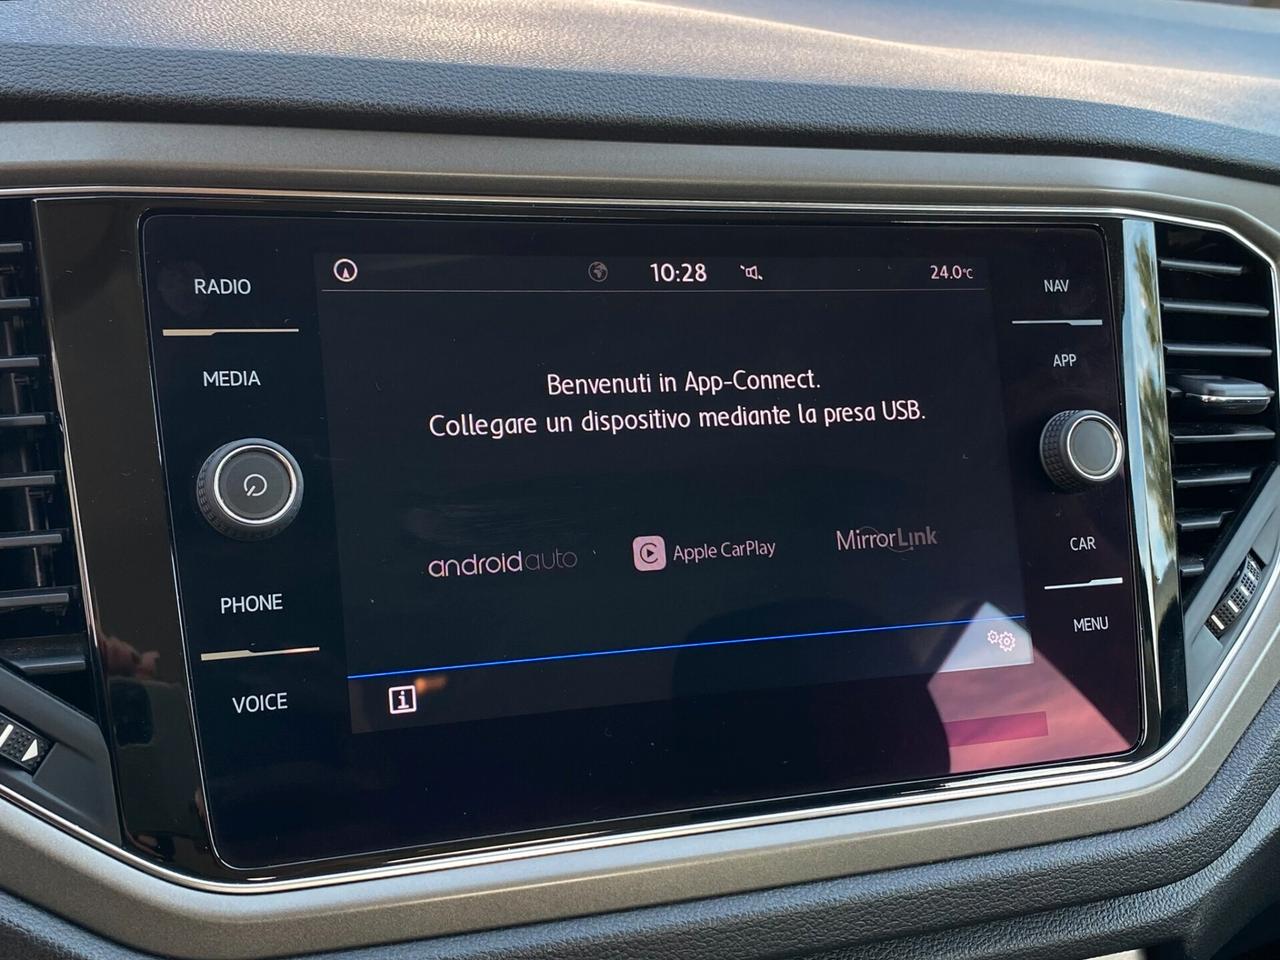 RADIO
MEDIA
PHONE
VOICE
10:28
24.0°C
Benvenuti in App-Connect.
Collegare un dispositivo mediante la presa USB.
androidauto
Apple CarPlay
MirrorLink
i
NAV
APP
CAR
MENU